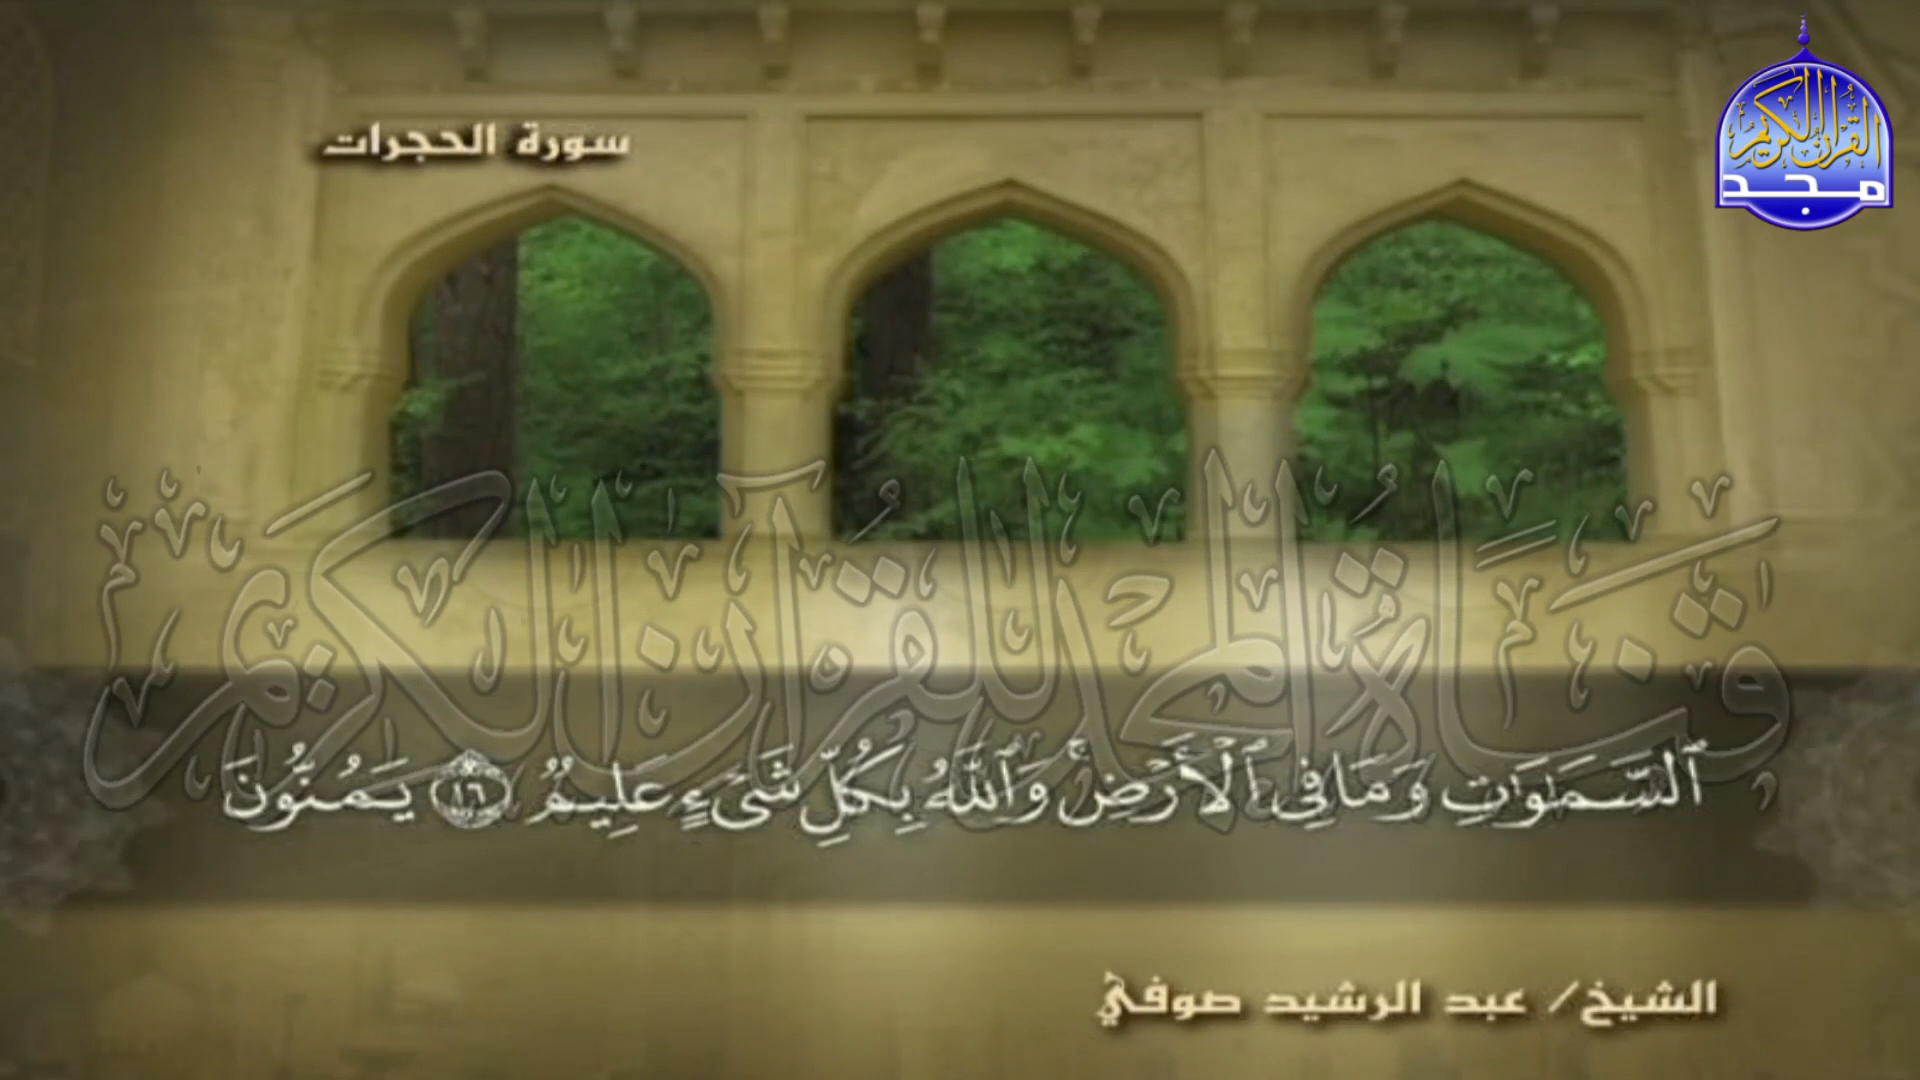 سورة الحجرات
القرآن الكريم
مجد
قناة المجد للقرآن الكريم
ٱلسَّمَٰوَٰتِ وَمَا فِى ٱلْأَرْضِ ۚ وَٱللَّهُ بِكُلِّ شَىْءٍ عَلِيمٌ ١٦ يَمُنُّونَ
الشيخ/ عبد الرشيد صوفي